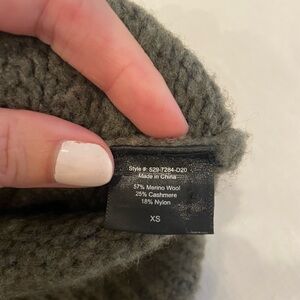 Style #: 529-7284-D20
Made in China
57% Merino Wool
25% Cashmere
18% Nylon
XS